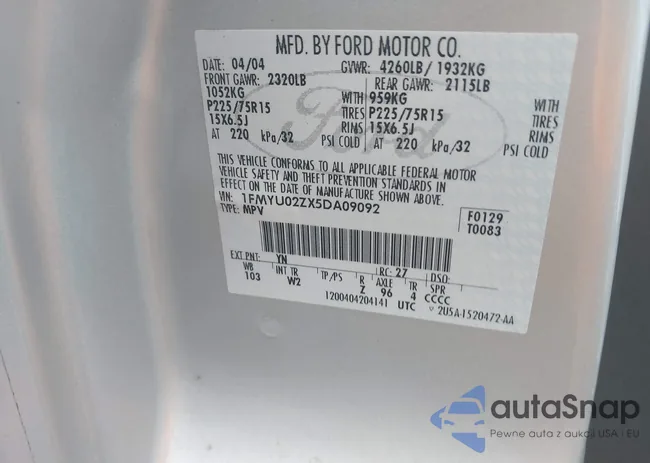 MFD. BY FORD MOTOR CO.
DATE: 04/04 GVWR: 4260LB/ 1932KG
FRONT GAWR: 2320LB REAR GAWR: 2115LB
1052KG WITH 959KG WITH
P225/75R15 TIRES P225/75R15 TIRES
15X6.5J RIMS 15X6.5J RIMS
AT 220 kPa/32 PSI COLD AT 220 kPa/32 PSI COLD
Ford
THIS VEHICLE CONFORMS TO ALL APPLICABLE FEDERAL MOTOR
VEHICLE SAFETY AND THEFT PREVENTION STANDARDS IN
EFFECT ON THE DATE OF MANUFACTURE SHOWN ABOVE.
VIN: 1FMYU02ZX5DA09092
TYPE: MPV
F0129
T0083
EXT PNT: YN RC: 27 DSO:
WB INT TR TP/PS R AXLE TR SPR
103 W2 Z 96 4 CCCC
1200404204141 UTC
2U5A-1520472-AA
autaSnap
Pewne auta z aukcji USA - EU